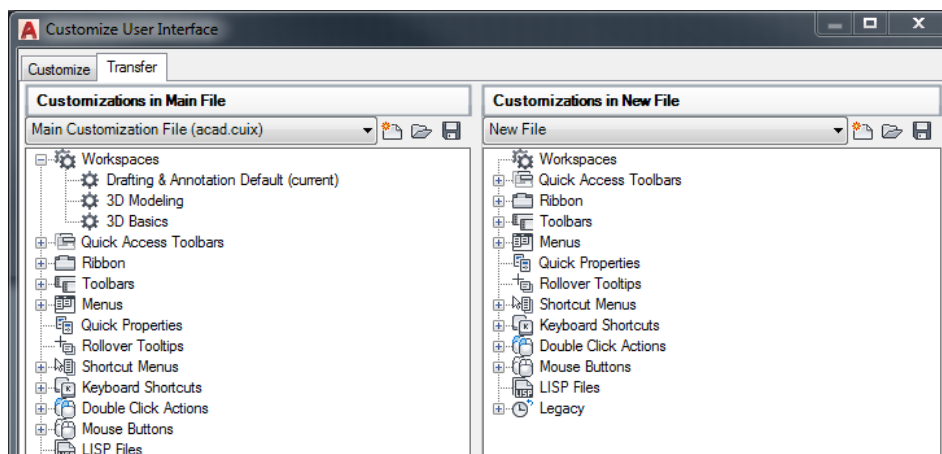 Customize User Interface
Customize Transfer
Customizations in Main File
Main Customization File (acad.cuix)
Workspaces
Drafting & Annotation Default (current)
3D Modeling
3D Basics
Quick Access Toolbars
Ribbon
Toolbars
Menus
Quick Properties
Rollover Tooltips
Shortcut Menus
Keyboard Shortcuts
Double Click Actions
Mouse Buttons
LISP Files
Customizations in New File
New File
Workspaces
Quick Access Toolbars
Ribbon
Toolbars
Menus
Quick Properties
Rollover Tooltips
Shortcut Menus
Keyboard Shortcuts
Double Click Actions
Mouse Buttons
LISP Files
Legacy